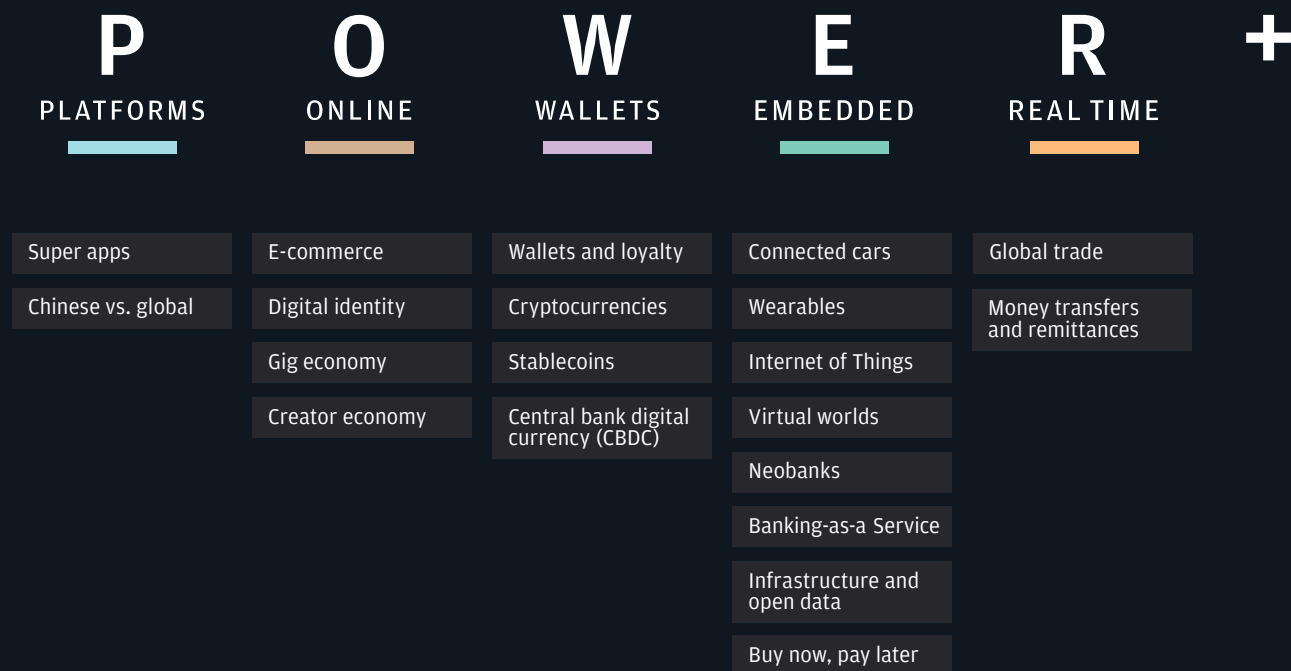 P
PLATFORMS
Super apps
Chinese vs. global
O
ONLINE
E-commerce
Digital identity
Gig economy
Creator economy
W
WALLETS
Wallets and loyalty
Cryptocurrencies
Stablecoins
Central bank digital
currency (CBDC)
E
EMBEDDED
Connected cars
Wearables
Internet of Things
Virtual worlds
Neobanks
Banking-as-a Service
Infrastructure and
open data
Buy now, pay later
R
REAL TIME
Global trade
Money transfers
and remittances
+